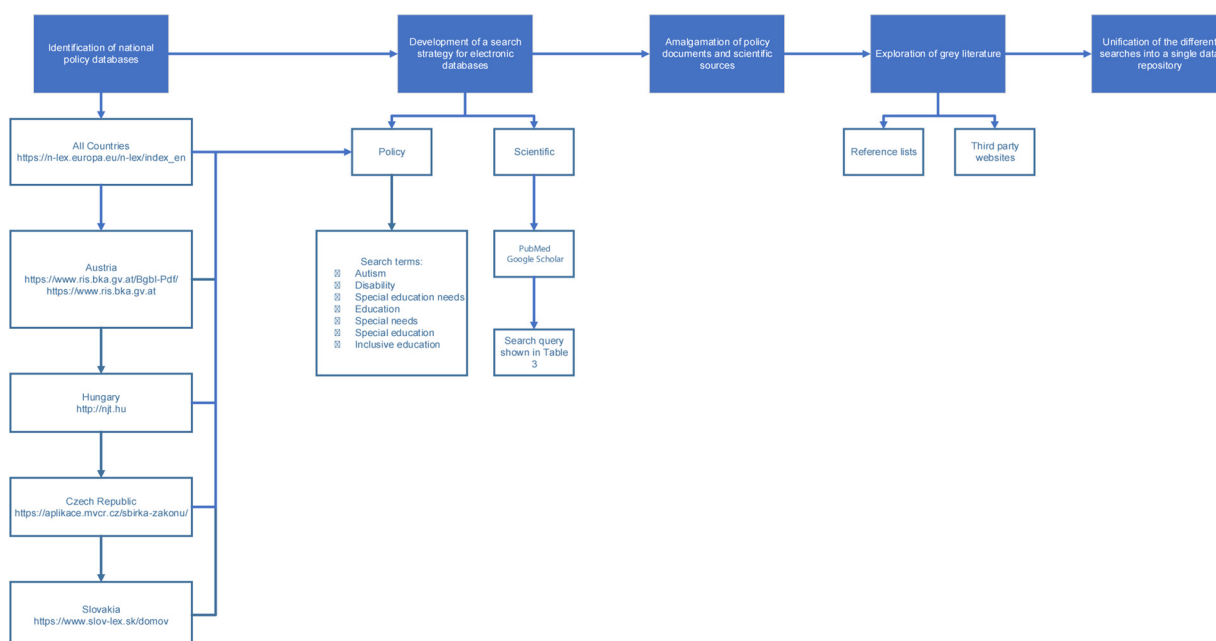 Identification of national
policy databases
Development of a search
strategy for electronic
databases
Amalgamation of policy
documents and scientific
sources
Exploration of grey literature
Unification of the different
searches into a single data
repository
All Countries
https://n-lex.europa.eu/n-lex/index_en
Policy
Scientific
Reference lists
Third party
websites
Austria
https://www.ris.bka.gv.at/Bgbl-Pdf/
https://www.ris.bka.gv.at
Search terms:
Autism
Disability
Special education needs
Education
Special needs
Special education
Inclusive education
PubMed
Google Scholar
Search query
shown in Table
3
Hungary
http://njt.hu
Czech Republic
https://aplikace.mvcr.cz/sbirka-zakonu/
Slovakia
https://www.slov-lex.sk/domov